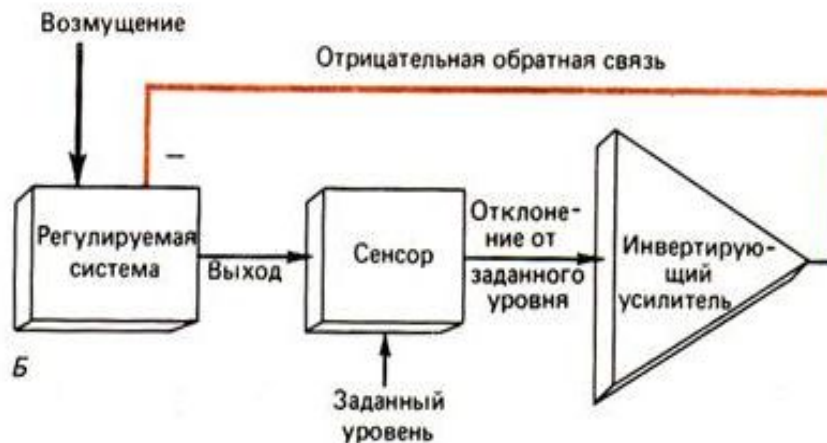 Возмущение
Отрицательная обратная связь
–
Регулируемая
система
Выход
Сенсор
Отклоне-
ние от
заданного
уровня
Инвертирую-
щий
усилитель
Б
Заданный
уровень